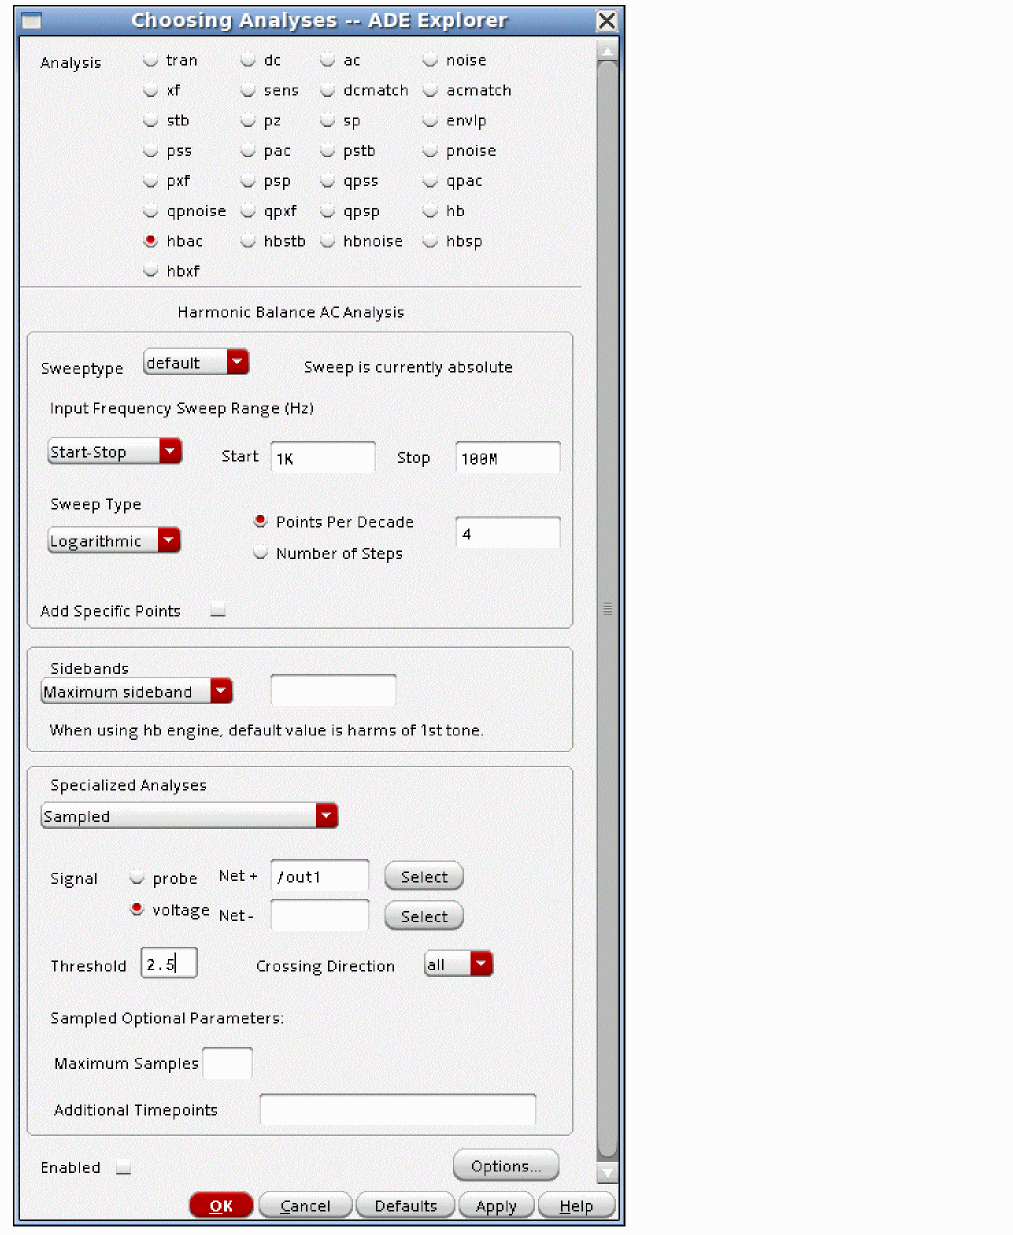 Choosing Analyses -- ADE Explorer
Analysis tran dc ac noise
xf sens dcmatch acmatch
stb pz sp envlp
pss pac pstb pnoise
pxf psp qpss qpac
qpnoise qpxf qpsp hb
hbac hbstb hbnoise hbsp
hbxf
Harmonic Balance AC Analysis
Sweeptype default Sweep is currently absolute
Input Frequency Sweep Range (Hz)
Start-Stop Start 1K Stop 100M
Sweep Type
Points Per Decade
Logarithmic 4
Number of Steps
Add Specific Points
Sidebands
Maximum sideband
When using hb engine, default value is harms of 1st tone.
Specialized Analyses
Sampled
Signal probe Net + /out1 Select
voltage Net - Select
Threshold 2.5 Crossing Direction all
Sampled Optional Parameters:
Maximum Samples
Additional Timepoints
Enabled Options...
OK Cancel Defaults Apply Help